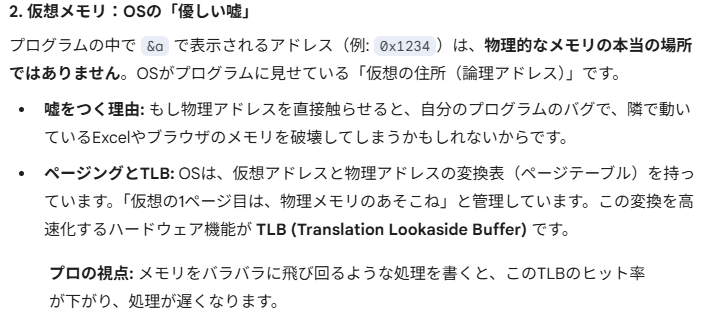 2. 仮想メモリ：OSの「優しい嘘」
プログラムの中で &a で表示されるアドレス（例: 0x1234 ）は、物理的なメモリの本当の場所
ではありません。OSがプログラムに見せている「仮想の住所（論理アドレス）」です。
• 嘘をつく理由: もし物理アドレスを直接触らせると、自分のプログラムのバグで、隣で動い
ているExcelやブラウザのメモリを破壊してしまうかもしれないからです。
• ページングとTLB: OSは、仮想アドレスと物理アドレスの変換表（ページテーブル）を持っ
ています。「仮想の1ページ目は、物理メモリのあそこね」と管理しています。この変換を高
速化するハードウェア機能が TLB (Translation Lookaside Buffer) です。
プロの視点: メモリをバラバラに飛び回るような処理を書くと、このTLBのヒット率
が下がり、処理が遅くなります。